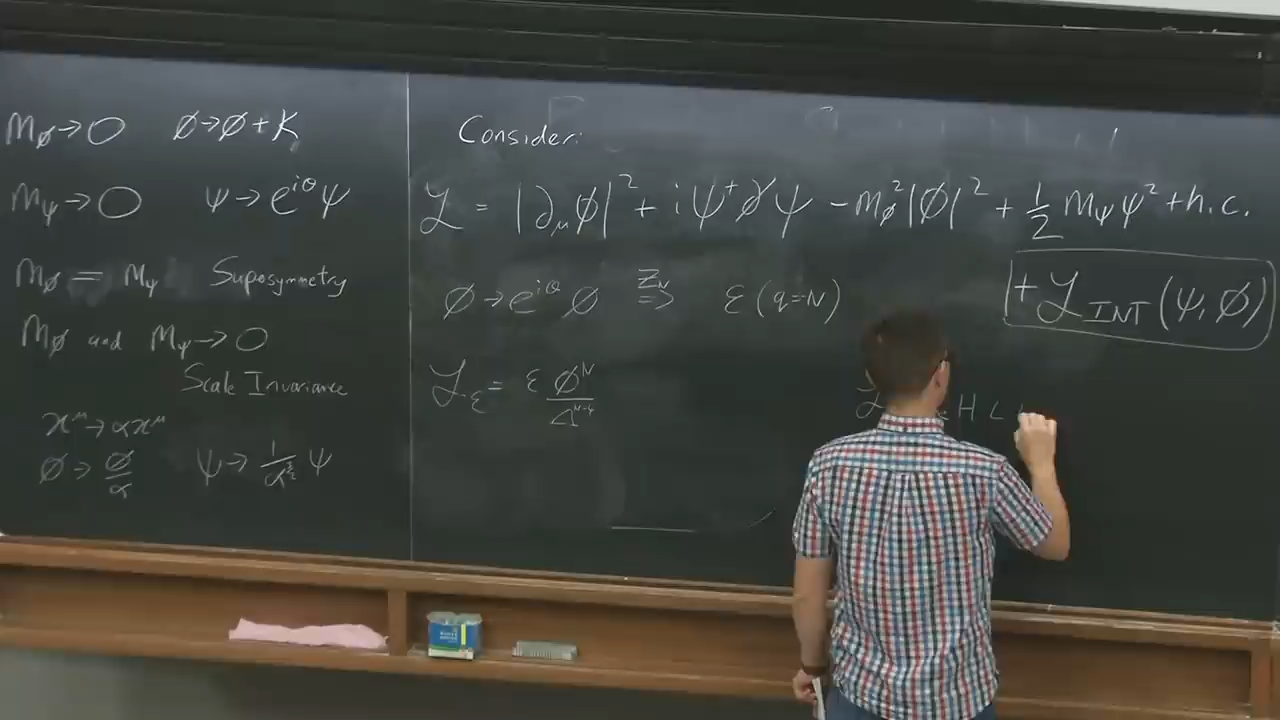 M_ϕ → 0   ϕ → ϕ + K
M_ψ → 0   ψ → e^{iθ} ψ
M_ϕ = M_ψ   Supesymmetry
M_ϕ and M_ψ → 0
Scale Invariance
x^μ → αx^μ
ϕ → ϕ/α   ψ → 1/α^{3/2} ψ
Consider:
ℒ = |∂_μ ϕ|² + iψ⁺∂̸ψ - m_ϕ²|ϕ|² + 1/2 m_ψ ψ² + h.c.
+ ℒ_INT (ψ, ϕ)
ϕ → e^{iθ} ϕ   Z_N ⇒   ε (q=-N)
ℒ_ε = ε ϕ^N/Λ^{N-4}
H L